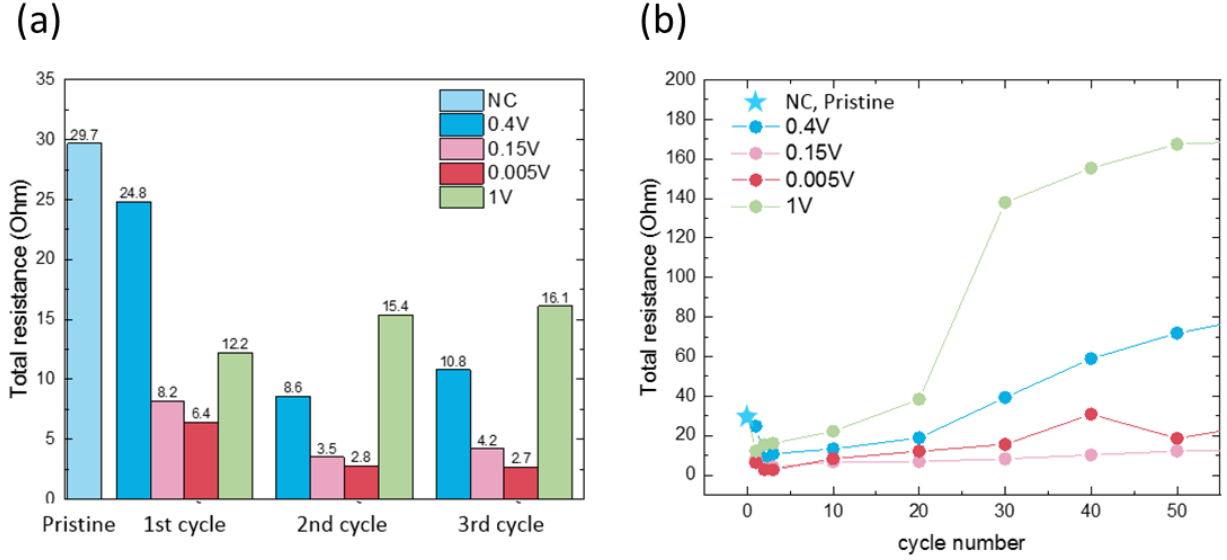 (a)
Total resistance (Ohm)
35
30
25
20
15
10
5
0
29.7
24.8
8.2
6.4
12.2
8.6
3.5
2.8
15.4
10.8
4.2
2.7
16.1
NC
0.4V
0.15V
0.005V
1V
Pristine 1st cycle 2nd cycle 3rd cycle
(b)
Total resistance (Ohm)
200
180
160
140
120
100
80
60
40
20
0
NC, Pristine
0.4V
0.15V
0.005V
1V
0 10 20 30 40 50
cycle number